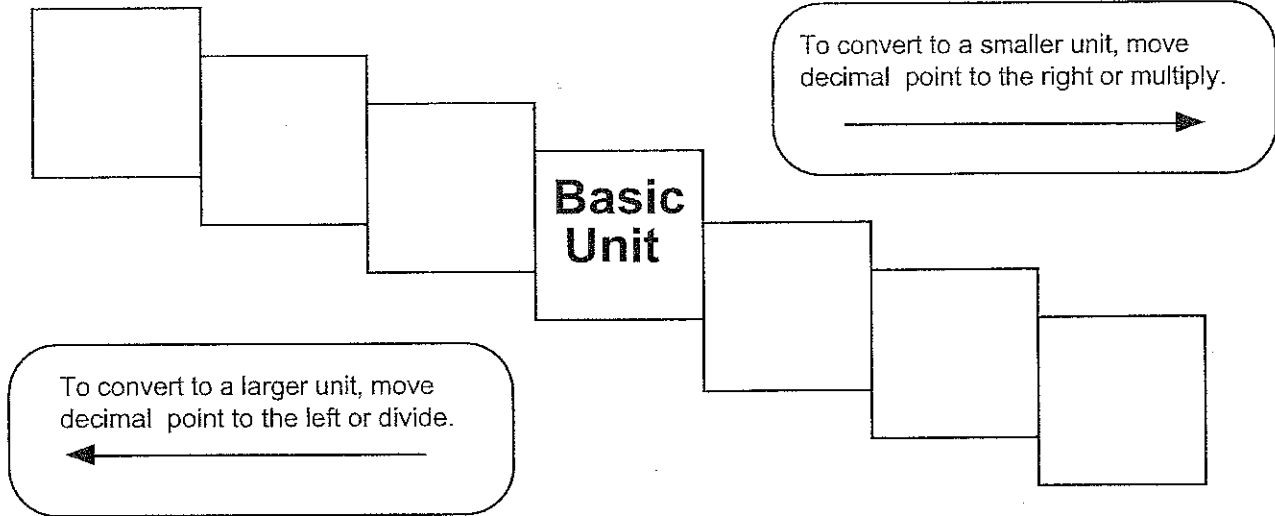 To convert to a smaller unit, move
decimal point to the right or multiply.
Basic
Unit
To convert to a larger unit, move
decimal point to the left or divide.